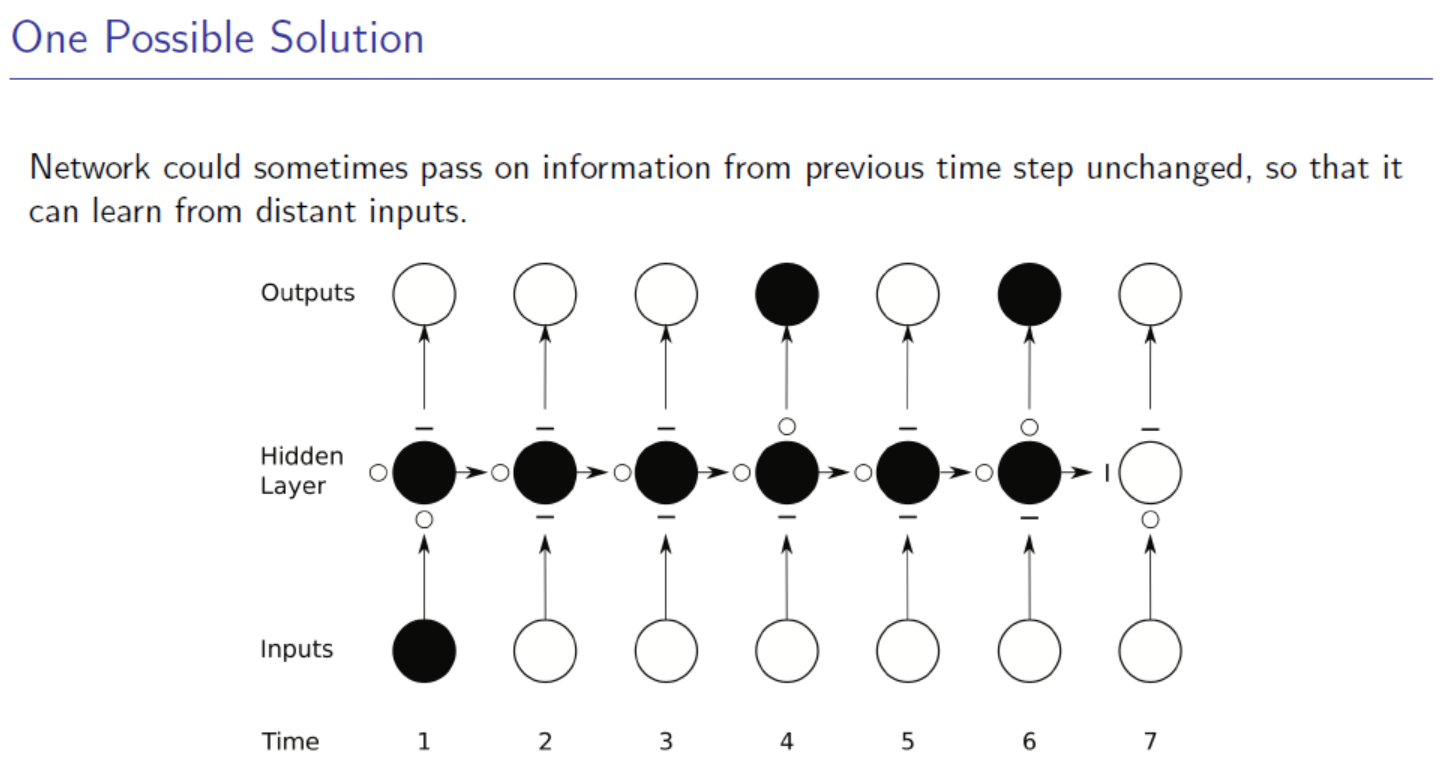 One Possible Solution
Network could sometimes pass on information from previous time step unchanged, so that it
can learn from distant inputs.
Outputs
Hidden
Layer
Inputs
Time 1 2 3 4 5 6 7